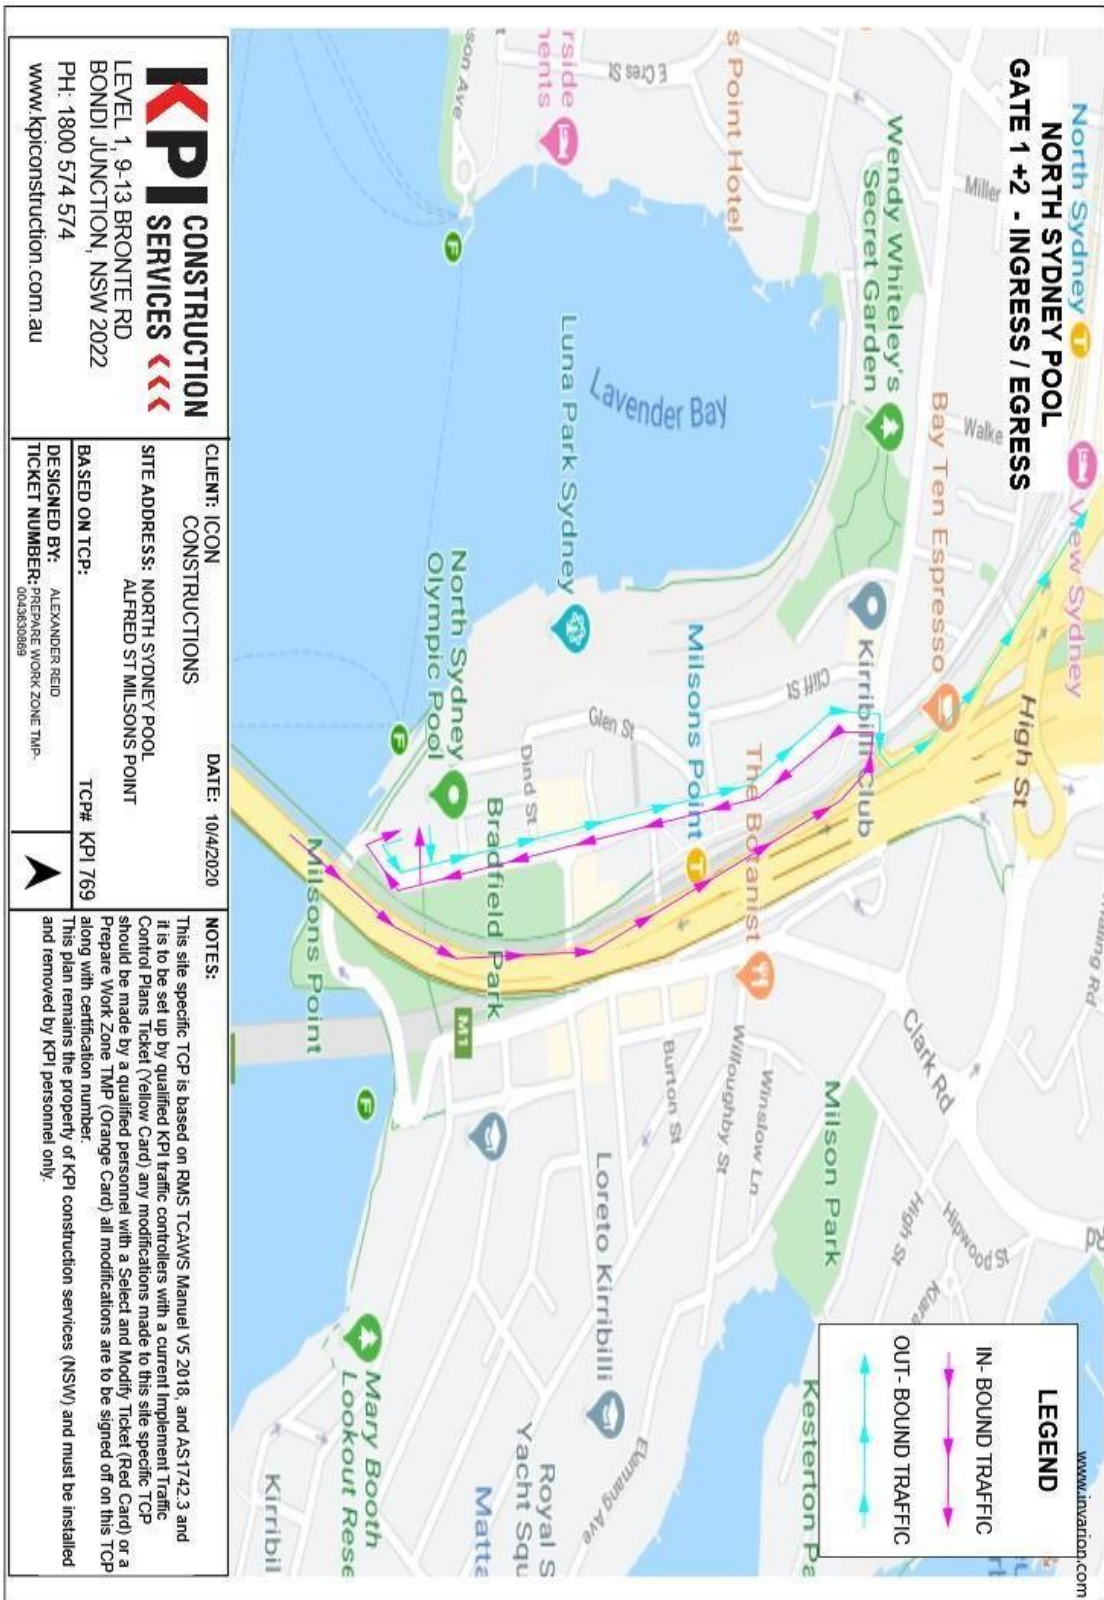 www.invarion.com
NORTH SYDNEY POOL
GATE 1 +2 - INGRESS / EGRESS
LEGEND
IN- BOUND TRAFFIC
OUT- BOUND TRAFFIC
North Sydney
View Sydney
High St
Miller
Walke
Wendy Whiteley's
Secret Garden
Bay Ten Espresso
Kirribilli Club
Clark Rd
Hipwood St
High St
E Cres St
s Point Hotel
Cliff St
The Botanist
Winslow Ln
Willoughby St
Milson Park
Kesterton Pa
Lavender Bay
Luna Park Sydney
Milsons Point
Glen St
Dind St
Burton St
Loreto Kirribilli
Elamang Ave
Royal S
Yacht Squ
Matta
son Ave
North Sydney
Olympic Pool
Bradfield Park
M1
Milsons Point
Mary Booth
Lookout Rese
Kirribil
F
F
F
T
T
KPI CONSTRUCTION
SERVICES
LEVEL 1, 9-13 BRONTE RD
BONDI JUNCTION, NSW 2022
PH: 1800 574 574
www.kpiconstruction.com.au
CLIENT: ICON
CONSTRUCTIONS
DATE: 10/4/2020
SITE ADDRESS: NORTH SYDNEY POOL
ALFRED ST MILSONS POINT
BASED ON TCP:
TCP# KPI 769
DESIGNED BY: ALEXANDER REID
TICKET NUMBER: PREPARE WORK ZONE TMP-
0043630869
NOTES:
This site specific TCP is based on RMS TCAWS Manuel V5 2018, and AS1742.3 and
it is to be set up by qualified KPI traffic controllers with a current Implement Traffic
Control Plans Ticket (Yellow Card) any modifications made to this site specific TCP
should be made by a qualified personnel with a Select and Modify Ticket (Red Card) or a
Prepare Work Zone TMP (Orange Card) all modifications are to be signed off on this TCP
along with certification number.
This plan remains the property of KPI construction services (NSW) and must be installed
and removed by KPI personnel only.